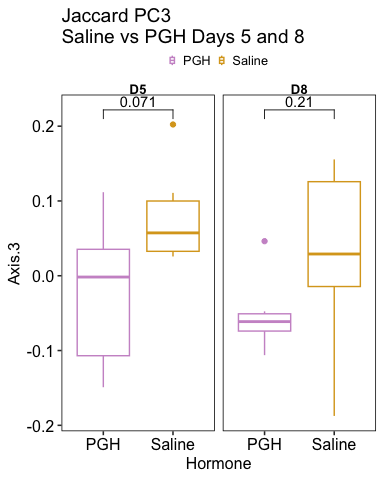 Jaccard PC3
Saline vs PGH Days 5 and 8
PGH Saline
D5 D8
0.071 0.21
0.2
0.1
0.0
-0.1
-0.2
Axis.3
PGH Saline PGH Saline
Hormone